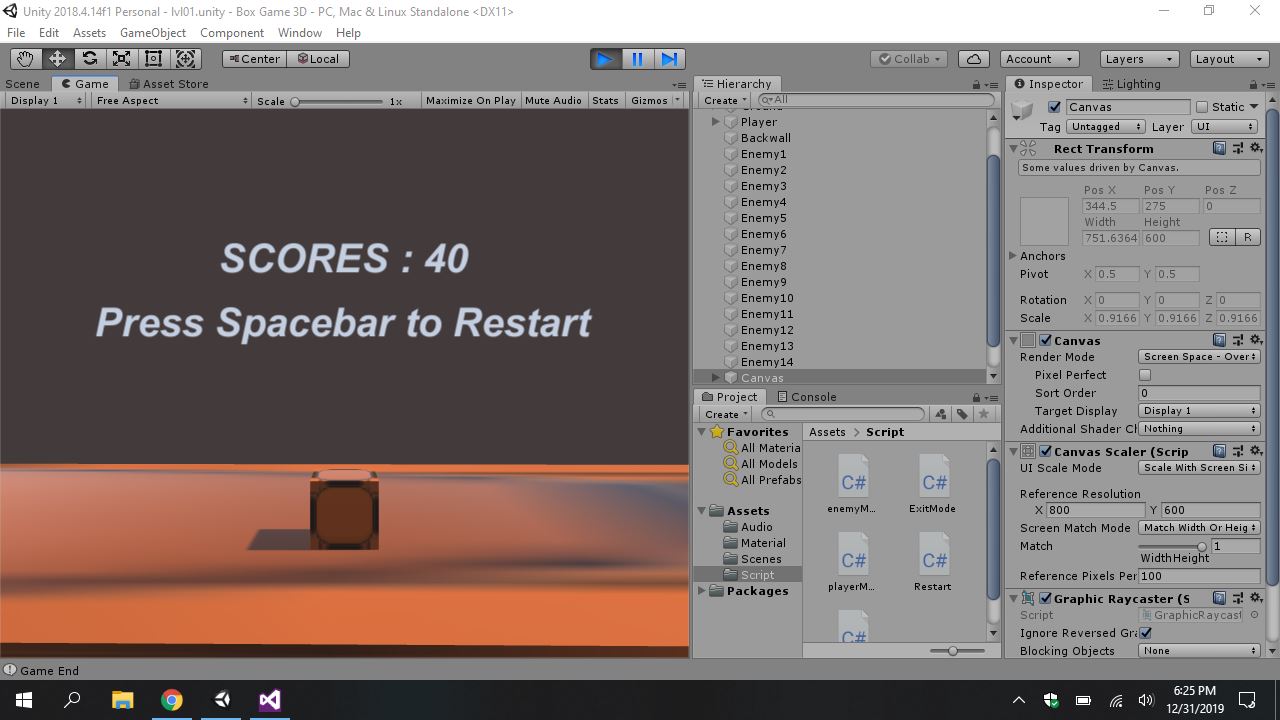 Unity 2018.4.14f1 Personal - lvl01.unity - Box Game 3D - PC, Mac & Linux Standalone <DX11>
File Edit Assets GameObject Component Window Help
Center Local Collab Account Layers Layout
Scene Game Asset Store
Display 1 Free Aspect Scale 1x Maximize On Play Mute Audio Stats Gizmos
SCORES : 40
Press Spacebar to Restart
Hierarchy
Create All
Player
Backwall
Enemy1
Enemy2
Enemy3
Enemy4
Enemy5
Enemy6
Enemy7
Enemy8
Enemy9
Enemy10
Enemy11
Enemy12
Enemy13
Enemy14
Canvas
Project Console
Create
Favorites
All Materia
All Models
All Prefabs
Assets
Audio
Material
Scenes
Script
Packages
Assets > Script
C# C#
enemyM... ExitMode
C# C#
playerM... Restart
C#
Inspector Lighting
Canvas Static
Tag Untagged Layer UI
Rect Transform
Some values driven by Canvas.
Pos X Pos Y Pos Z
344.5 275 0
Width Height
751.6364 600 R
Anchors
Pivot X 0.5 Y 0.5
Rotation X 0 Y 0 Z 0
Scale X 0.9166 Y 0.9166 Z 0.9166
Canvas
Render Mode Screen Space - Over
Pixel Perfect
Sort Order 0
Target Display Display 1
Additional Shader Cl Nothing
Canvas Scaler (Scrip
UI Scale Mode Scale With Screen Si
Reference Resolution
X 800 Y 600
Screen Match Mode Match Width Or Heig
Match 1
WidthHeight
Reference Pixels Per 100
Graphic Raycaster (S
Script GraphicRaycast
Ignore Reversed Gra
Blocking Objects None
Game End
6:25 PM
12/31/2019